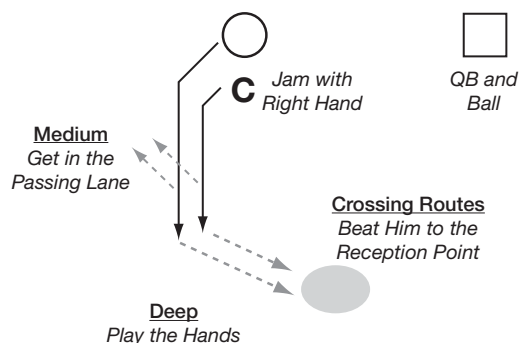 C
Jam with
Right Hand
QB and
Ball
Medium
Get in the
Passing Lane
Crossing Routes
Beat Him to the
Reception Point
Deep
Play the Hands